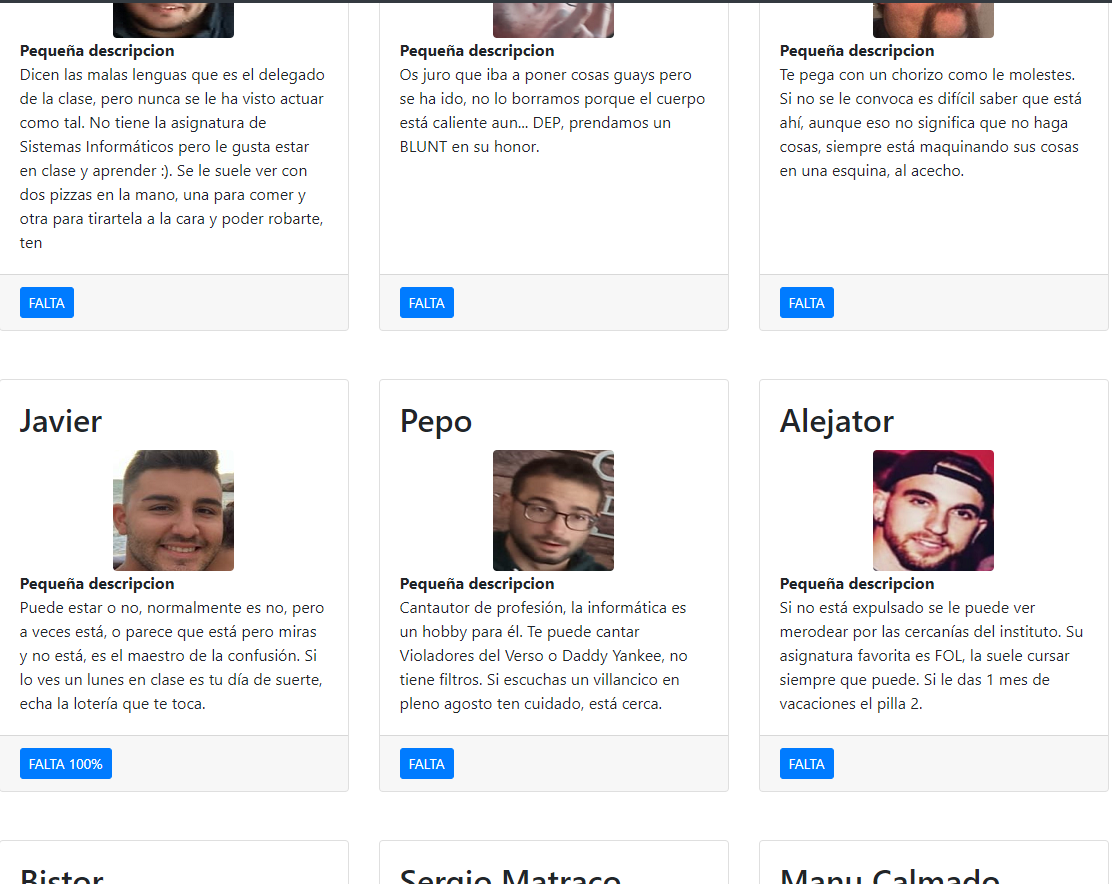 Pequeña descripcion
Dicen las malas lenguas que es el delegado
de la clase, pero nunca se le ha visto actuar
como tal. No tiene la asignatura de
Sistemas Informáticos pero le gusta estar
en clase y aprender :). Se le suele ver con
dos pizzas en la mano, una para comer y
otra para tirartela a la cara y poder robarte,
ten
FALTA
Pequeña descripcion
Os juro que iba a poner cosas guays pero
se ha ido, no lo borramos porque el cuerpo
está caliente aun... DEP, prendamos un
BLUNT en su honor.
FALTA
Pequeña descripcion
Te pega con un chorizo como le molestes.
Si no se le convoca es difícil saber que está
ahí, aunque eso no significa que no haga
cosas, siempre está maquinando sus cosas
en una esquina, al acecho.
FALTA
Javier
Pequeña descripcion
Puede estar o no, normalmente es no, pero
a veces está, o parece que está pero miras
y no está, es el maestro de la confusión. Si
lo ves un lunes en clase es tu día de suerte,
echa la lotería que te toca.
FALTA 100%
Pepo
Pequeña descripcion
Cantautor de profesión, la informática es
un hobby para él. Te puede cantar
Violadores del Verso o Daddy Yankee, no
tiene filtros. Si escuchas un villancico en
pleno agosto ten cuidado, está cerca.
FALTA
Alejator
Pequeña descripcion
Si no está expulsado se le puede ver
merodear por las cercanías del instituto. Su
asignatura favorita es FOL, la suele cursar
siempre que puede. Si le das 1 mes de
vacaciones el pilla 2.
FALTA
Bistor
Sergio Matraco
Manu Calmado